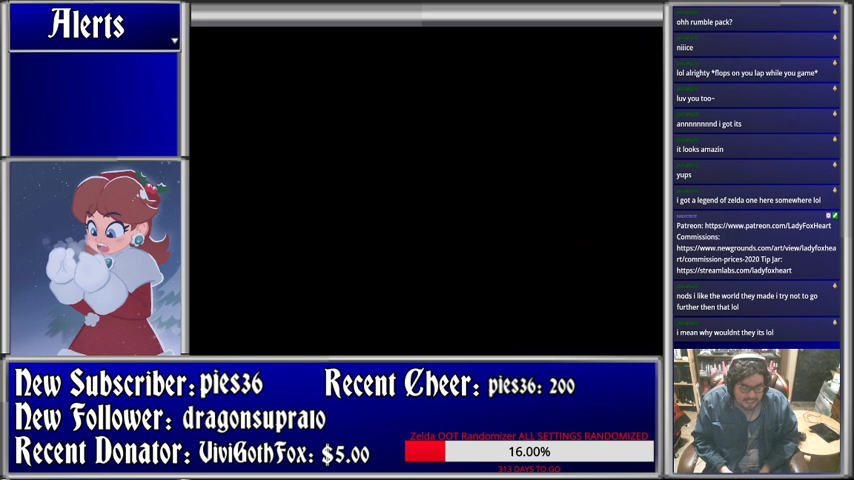 Alerts
ohh rumble pack?
niiice
lol alrighty *flops on you lap while you game*
luv you too~
annnnnnnnd i got its
it looks amazin
yups
i got a legend of zelda one here somewhere lol
Patreon: https://www.patreon.com/LadyFoxHeart
Commissions:
https://www.newgrounds.com/art/view/ladyfoxhea
rt/commission-prices-2020 Tip Jar:
https://streamlabs.com/ladyfoxheart
nods i like the world they made i try not to go
further then that lol
i mean why wouldnt they its lol
New Subscriber: pies36
Recent Cheer: pies36: 200
New Follower: dragonsupra10
Recent Donator: ViviGothFox: $5.00
Zelda OOT Randomizer ALL SETTINGS RANDOMIZED
16.00%
313 DAYS TO GO